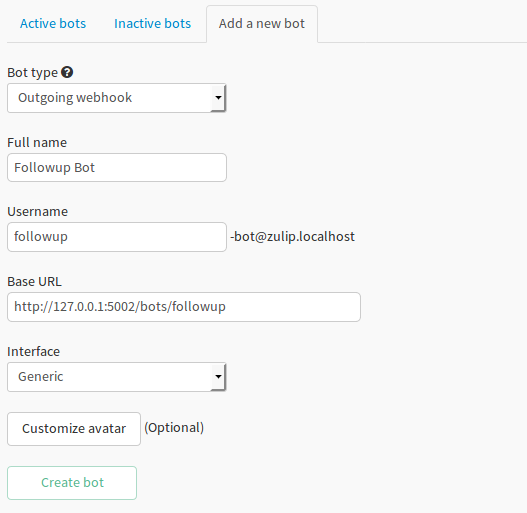 Active bots Inactive bots Add a new bot
Bot type ?
Outgoing webhook
Full name
Followup Bot
Username
followup -bot@zulip.localhost
Base URL
http://127.0.0.1:5002/bots/followup
Interface
Generic
Customize avatar (Optional)
Create bot